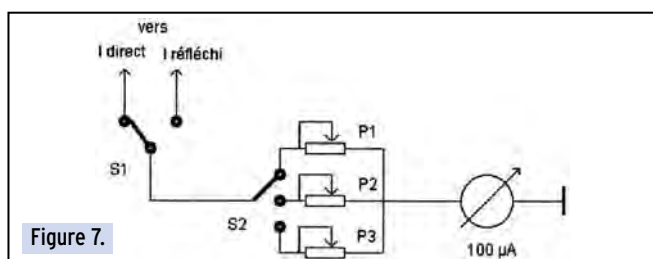 vers
I direct I réfléchi
S1
P1
P2
S2
P3
100 µA
Figure 7.